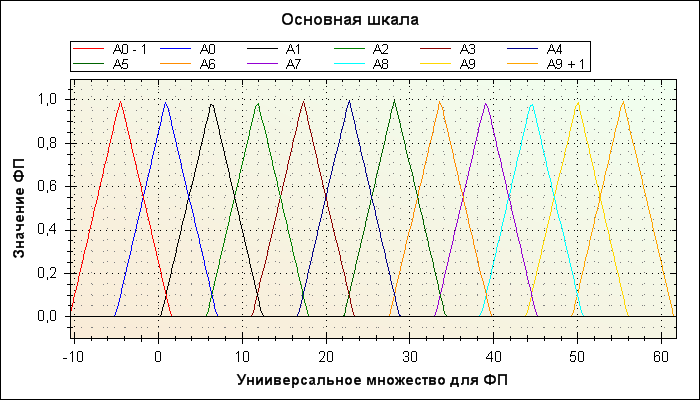 Основная шкала
A0 - 1 A0 A1 A2 A3 A4
A5 A6 A7 A8 A9 A9 + 1
Значение ФП
1,0
0,8
0,6
0,4
0,2
0,0
-10 0 10 20 30 40 50 60
Унииверсальное множество для ФП